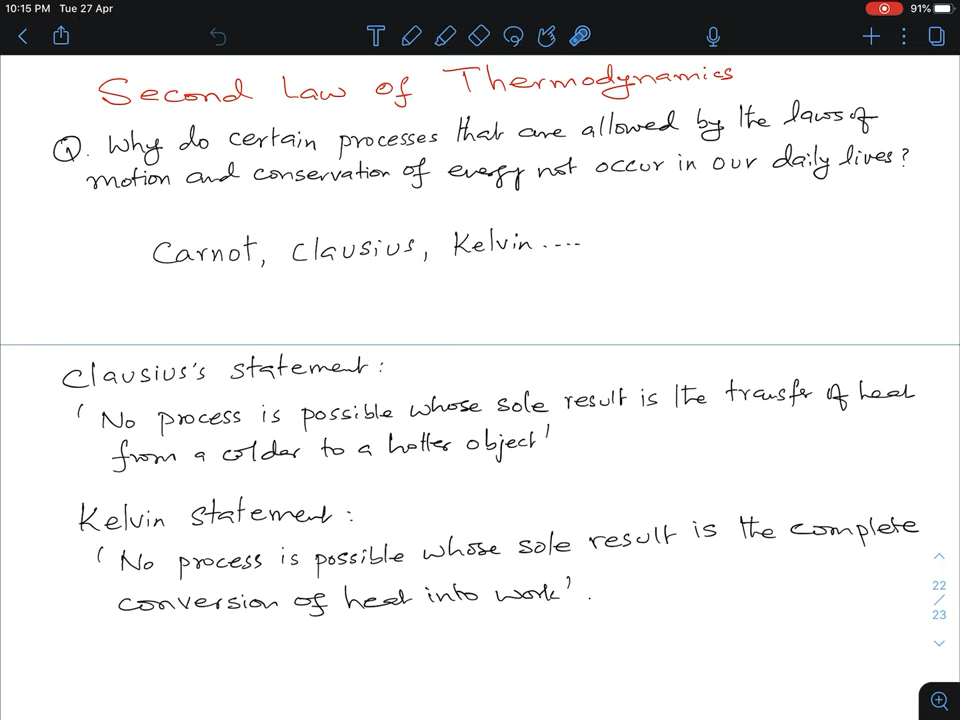 10:15 PM Tue 27 Apr
91%
T
Second Law of Thermodynamics
Q. Why do certain processes that are allowed by the laws of
motion and conservation of energy not occur in our daily lives?
Carnot, Clausius, Kelvin ....
Clausius's statement :
'No process is possible whose sole result is the transfer of heat
from a colder to a hotter object'
Kelvin statement :
'No process is possible whose sole result is the complete
conversion of heat into work'.
22
/
23